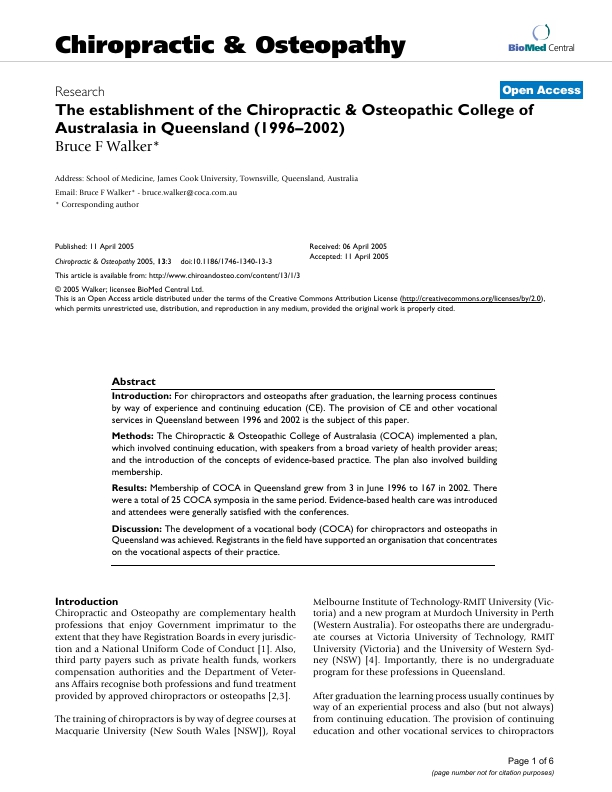 Chiropractic & Osteopathy
BioMed Central
Research
Open Access
The establishment of the Chiropractic & Osteopathic College of
Australasia in Queensland (1996–2002)
Bruce F Walker*
Address: School of Medicine, James Cook University, Townsville, Queensland, Australia
Email: Bruce F Walker* - bruce.walker@coca.com.au
* Corresponding author
Published: 11 April 2005
Chiropractic & Osteopathy 2005, 13:3 doi:10.1186/1746-1340-13-3
This article is available from: http://www.chiroandosteo.com/content/13/1/3
Received: 06 April 2005
Accepted: 11 April 2005
© 2005 Walker; licensee BioMed Central Ltd.
This is an Open Access article distributed under the terms of the Creative Commons Attribution License (http://creativecommons.org/licenses/by/2.0),
which permits unrestricted use, distribution, and reproduction in any medium, provided the original work is properly cited.
Abstract
Introduction: For chiropractors and osteopaths after graduation, the learning process continues
by way of experience and continuing education (CE). The provision of CE and other vocational
services in Queensland between 1996 and 2002 is the subject of this paper.
Methods: The Chiropractic & Osteopathic College of Australasia (COCA) implemented a plan,
which involved continuing education, with speakers from a broad variety of health provider areas;
and the introduction of the concepts of evidence-based practice. The plan also involved building
membership.
Results: Membership of COCA in Queensland grew from 3 in June 1996 to 167 in 2002. There
were a total of 25 COCA symposia in the same period. Evidence-based health care was introduced
and attendees were generally satisfied with the conferences.
Discussion: The development of a vocational body (COCA) for chiropractors and osteopaths in
Queensland was achieved. Registrants in the field have supported an organisation that concentrates
on the vocational aspects of their practice.
Introduction
Chiropractic and Osteopathy are complementary health
professions that enjoy Government imprimatur to the
extent that they have Registration Boards in every jurisdic-
tion and a National Uniform Code of Conduct [1]. Also,
third party payers such as private health funds, workers
compensation authorities and the Department of Veter-
ans Affairs recognise both professions and fund treatment
provided by approved chiropractors or osteopaths [2,3].
The training of chiropractors is by way of degree courses at
Macquarie University (New South Wales [NSW]), Royal
Melbourne Institute of Technology-RMIT University (Vic-
toria) and a new program at Murdoch University in Perth
(Western Australia). For osteopaths there are undergradu-
ate courses at Victoria University of Technology, RMIT
University (Victoria) and the University of Western Syd-
ney (NSW) [4]. Importantly, there is no undergraduate
program for these professions in Queensland.
After graduation the learning process usually continues by
way of an experiential process and also (but not always)
from continuing education. The provision of continuing
education and other vocational services to chiropractors
Page 1 of 6
(page number not for citation purposes)